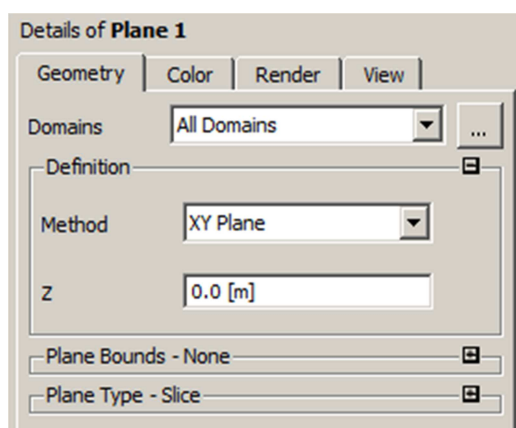 Details of Plane 1
Geometry Color Render View
Domains All Domains ...
Definition
Method XY Plane
Z 0.0 [m]
Plane Bounds - None
Plane Type - Slice